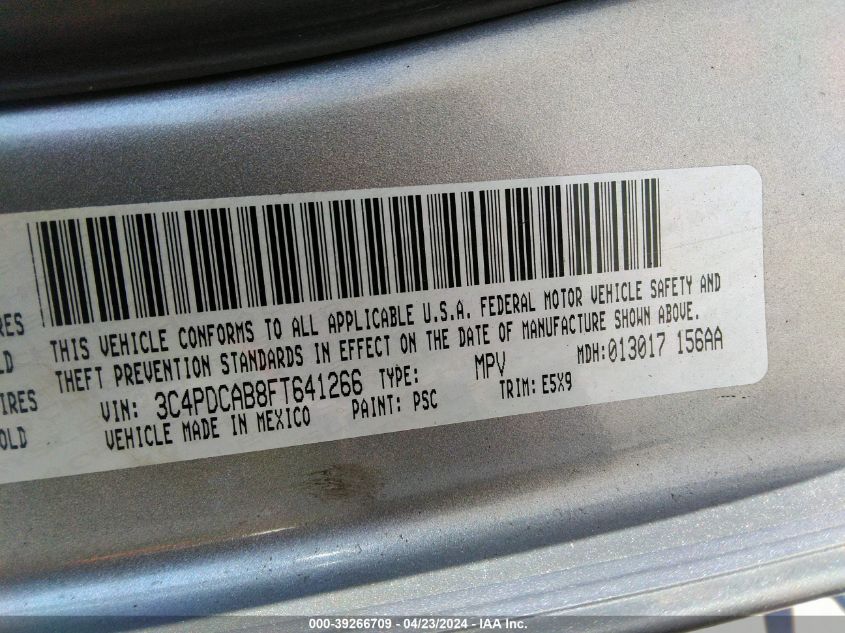 RES
LD
IRES
OLD
THIS VEHICLE CONFORMS TO ALL APPLICABLE U.S.A. FEDERAL MOTOR VEHICLE SAFETY AND
THEFT PREVENTION STANDARDS IN EFFECT ON THE DATE OF MANUFACTURE SHOWN ABOVE.
VIN: 3C4PDCAB8FT641266 TYPE: MPV MDH:013017 156AA
VEHICLE MADE IN MEXICO PAINT: PSC TRIM: E5X9
000-39266709 - 04/23/2024 - IAA Inc.